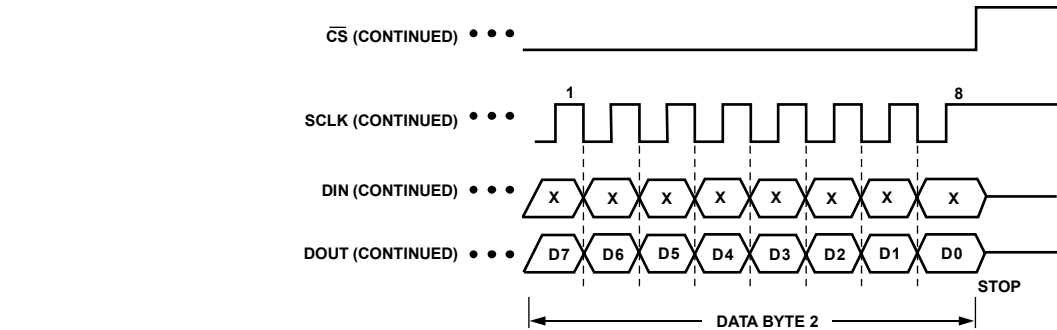 C̅S̅ (CONTINUED) • • •
1 8
SCLK (CONTINUED) • • •
DIN (CONTINUED) • • • X X X X X X X X
DOUT (CONTINUED) • • • D7 D6 D5 D4 D3 D2 D1 D0
STOP
DATA BYTE 2